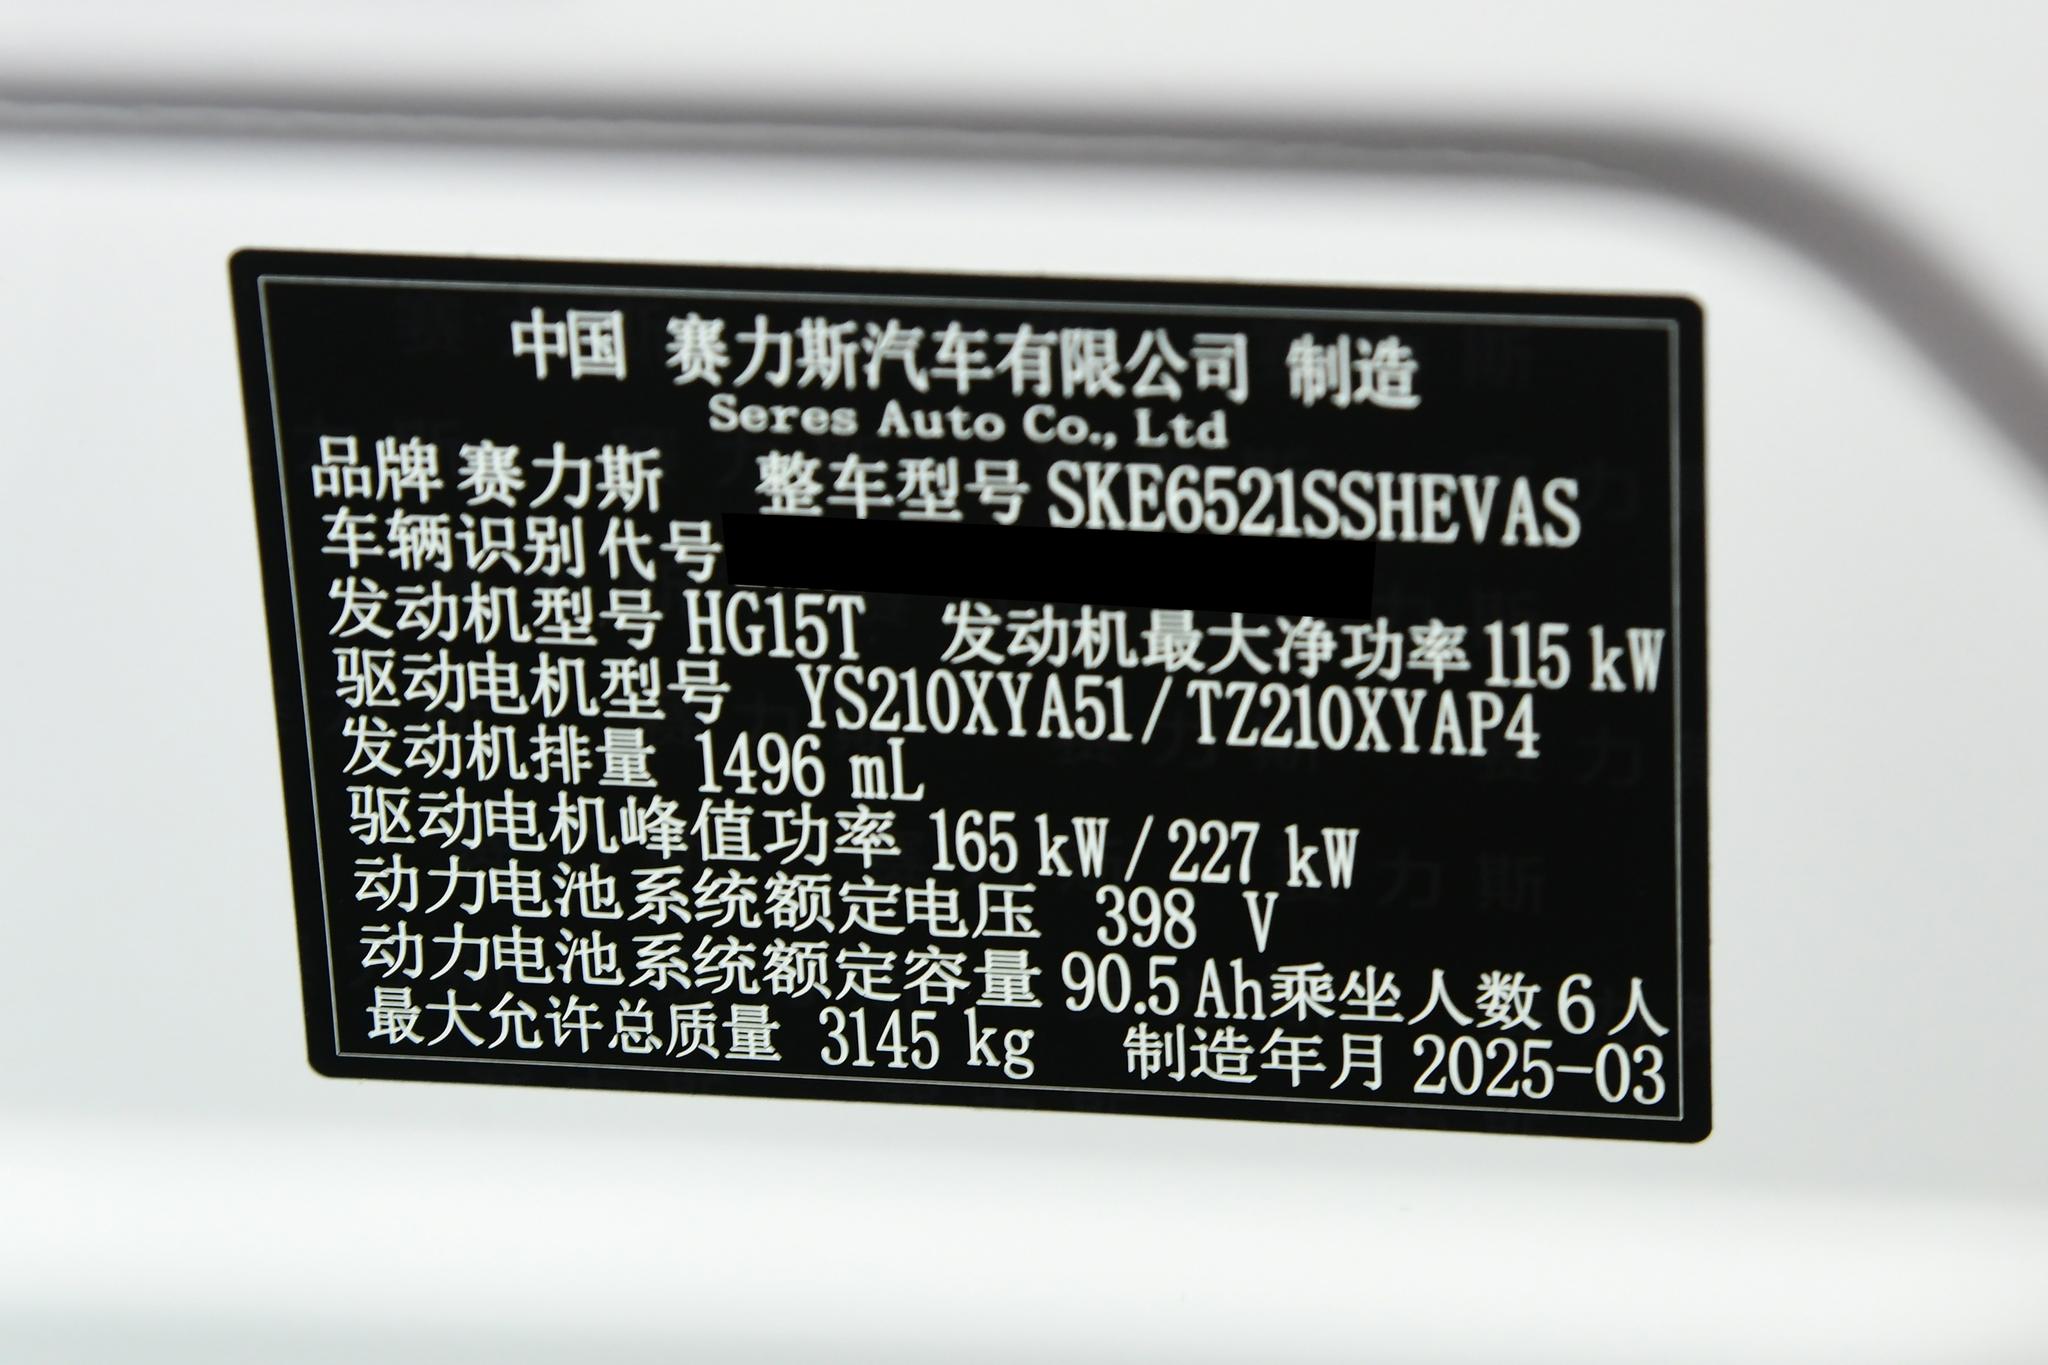 中国 赛力斯汽车有限公司 制造
Seres Auto Co., Ltd
品牌 赛力斯 整车型号 SKE6521SSHEVAS
车辆识别代号
发动机型号 HG15T 发动机最大净功率 115 kW
驱动电机型号 YS210XYA51/TZ210XYAP4
发动机排量 1496 mL
驱动电机峰值功率 165 kW/227 kW
动力电池系统额定电压 398 V
动力电池系统额定容量 90.5 Ah 乘坐人数 6 人
最大允许总质量 3145 kg 制造年月 2025-03